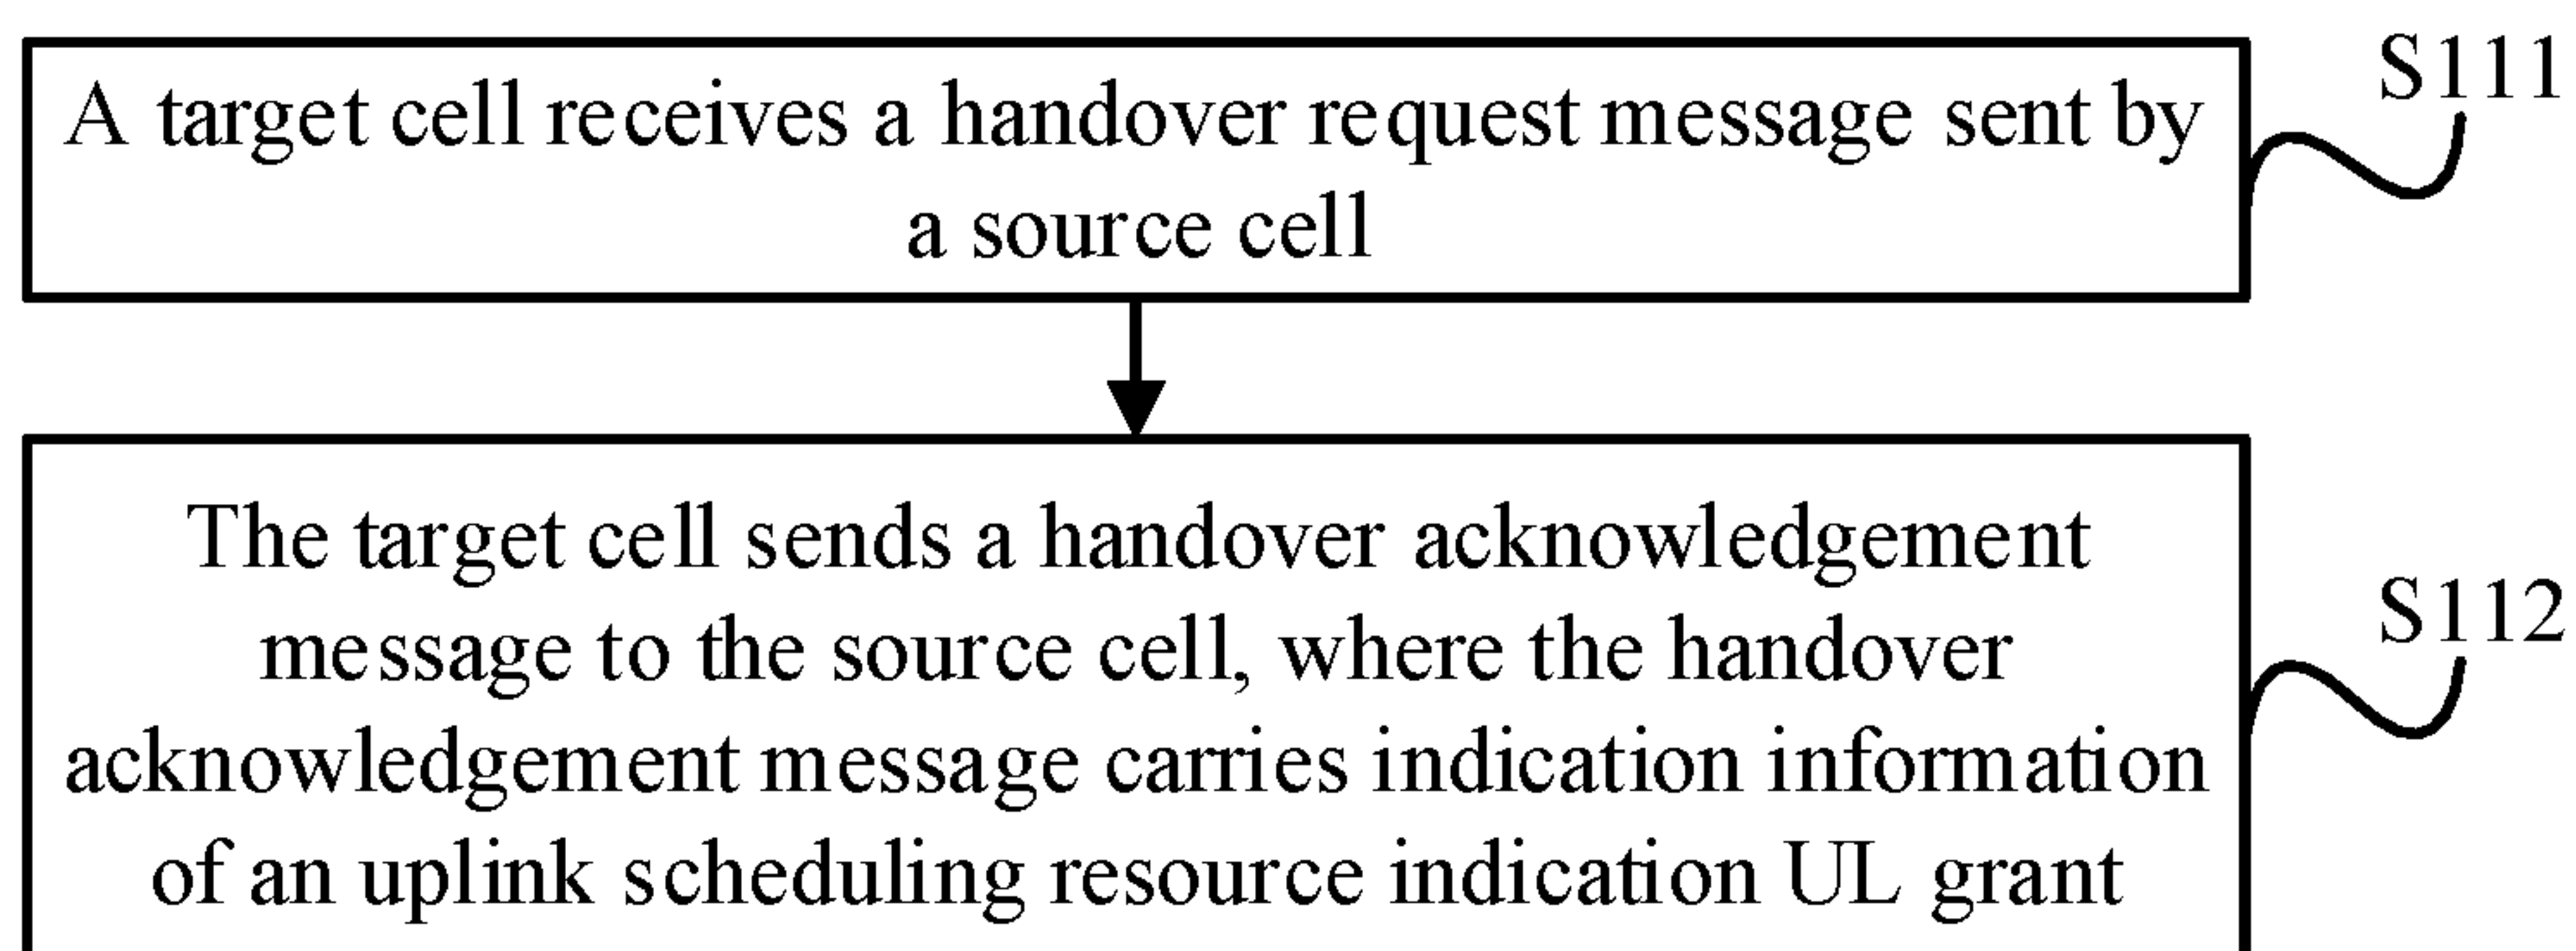 A target cell receives a handover request message sent by
a source cell
S111
The target cell sends a handover acknowledgement
message to the source cell, where the handover
acknowledgement message carries indication information
of an uplink scheduling resource indication UL grant
S112